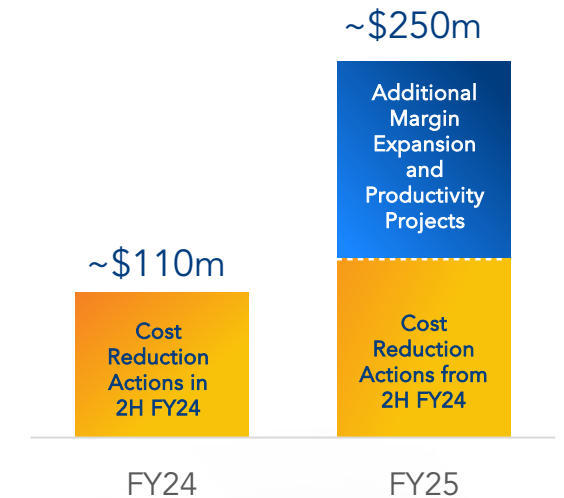 ~$250m
Additional
Margin
Expansion
and
Productivity
Projects
~$110m
Cost
Reduction
Actions in
2H FY24
Cost
Reduction
Actions from
2H FY24
FY24
FY25